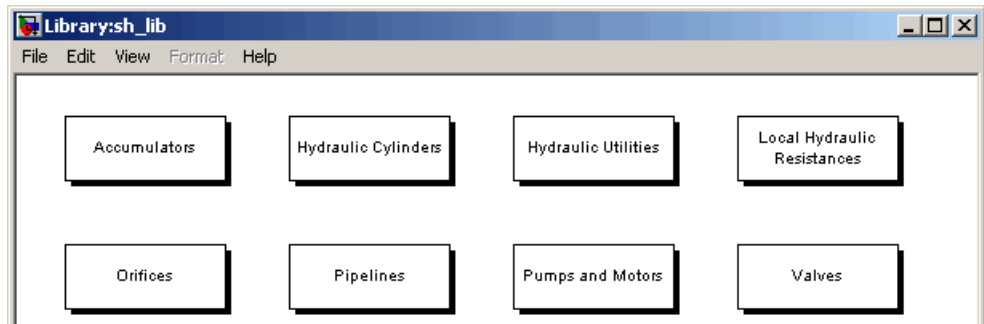 Library:sh_lib
File Edit View Format Help
Accumulators Hydraulic Cylinders Hydraulic Utilities Local Hydraulic
Resistances
Orifices Pipelines Pumps and Motors Valves